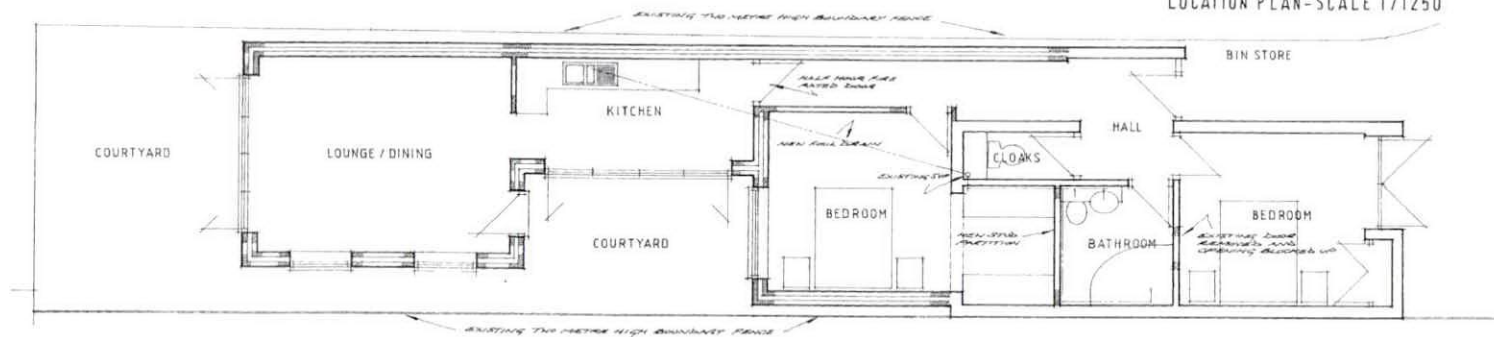 LOCATION PLAN-SCALE 1/1250
EXISTING TWO METRE HIGH BOUNDARY FENCE
BIN STORE
HALF HOUR FIRE
RATED DOOR
KITCHEN
HALL
COURTYARD
LOUNGE / DINING
NEW FOUL DRAIN
CLOAKS
EXISTING SVP
BEDROOM
COURTYARD
NEW STUD
PARTITION
BATHROOM
BEDROOM
EXISTING DOOR
REMOVED AND
OPENING BLOCKED UP
EXISTING TWO METRE HIGH BOUNDARY FENCE